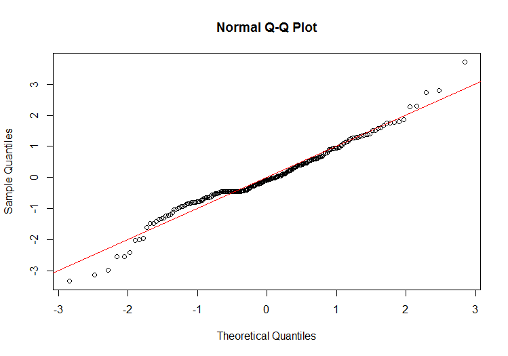 Normal Q-Q Plot
3
2
1
0
-1
-2
-3
Sample Quantiles
-3 -2 -1 0 1 2 3
Theoretical Quantiles